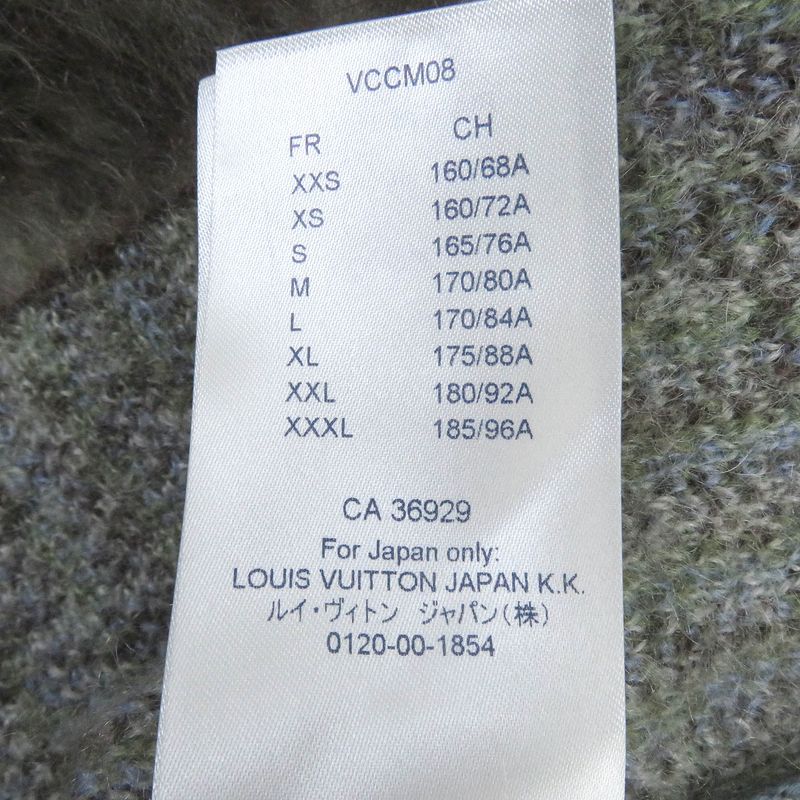 VCCM08
FR CH
XXS 160/68A
XS 160/72A
S 165/76A
M 170/80A
L 170/84A
XL 175/88A
XXL 180/92A
XXXL 185/96A
CA 36929
For Japan only:
LOUIS VUITTON JAPAN K.K.
ルイ・ヴィトン ジャパン(株)
0120-00-1854